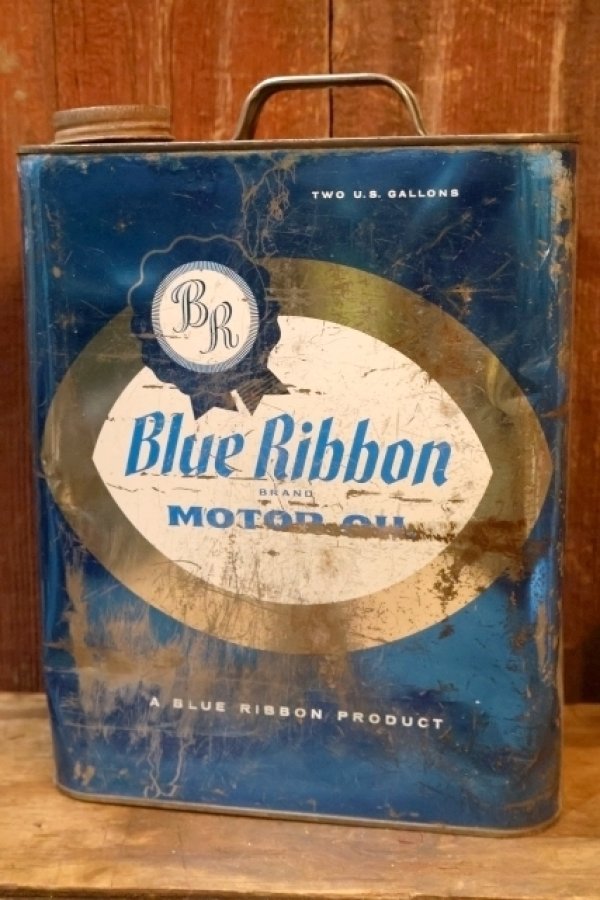 TWO U.S. GALLONS
BR
Blue Ribbon
BRAND
MOTOR OIL
A BLUE RIBBON PRODUCT